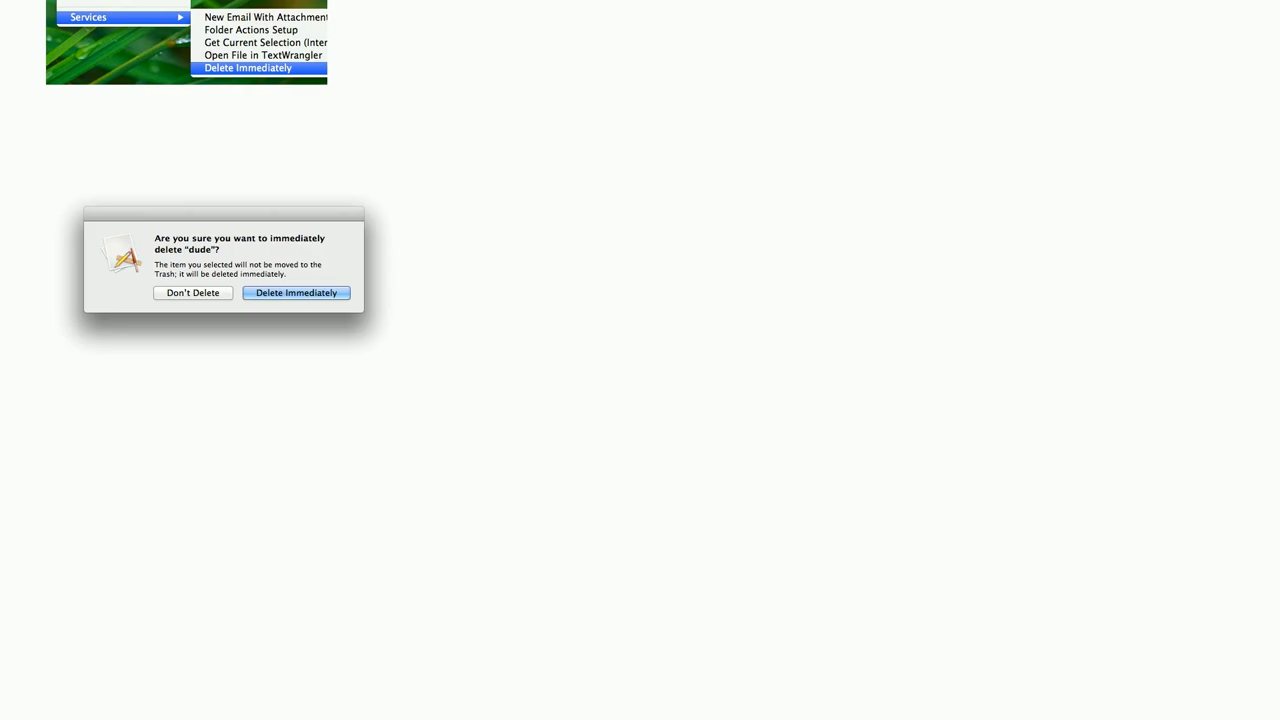 Services
New Email With Attachment
Folder Actions Setup
Get Current Selection (Inter
Open File in TextWrangler
Delete Immediately
Are you sure you want to immediately
delete “dude”?
The item you selected will not be moved to the
Trash; it will be deleted immediately.
Don’t Delete
Delete Immediately